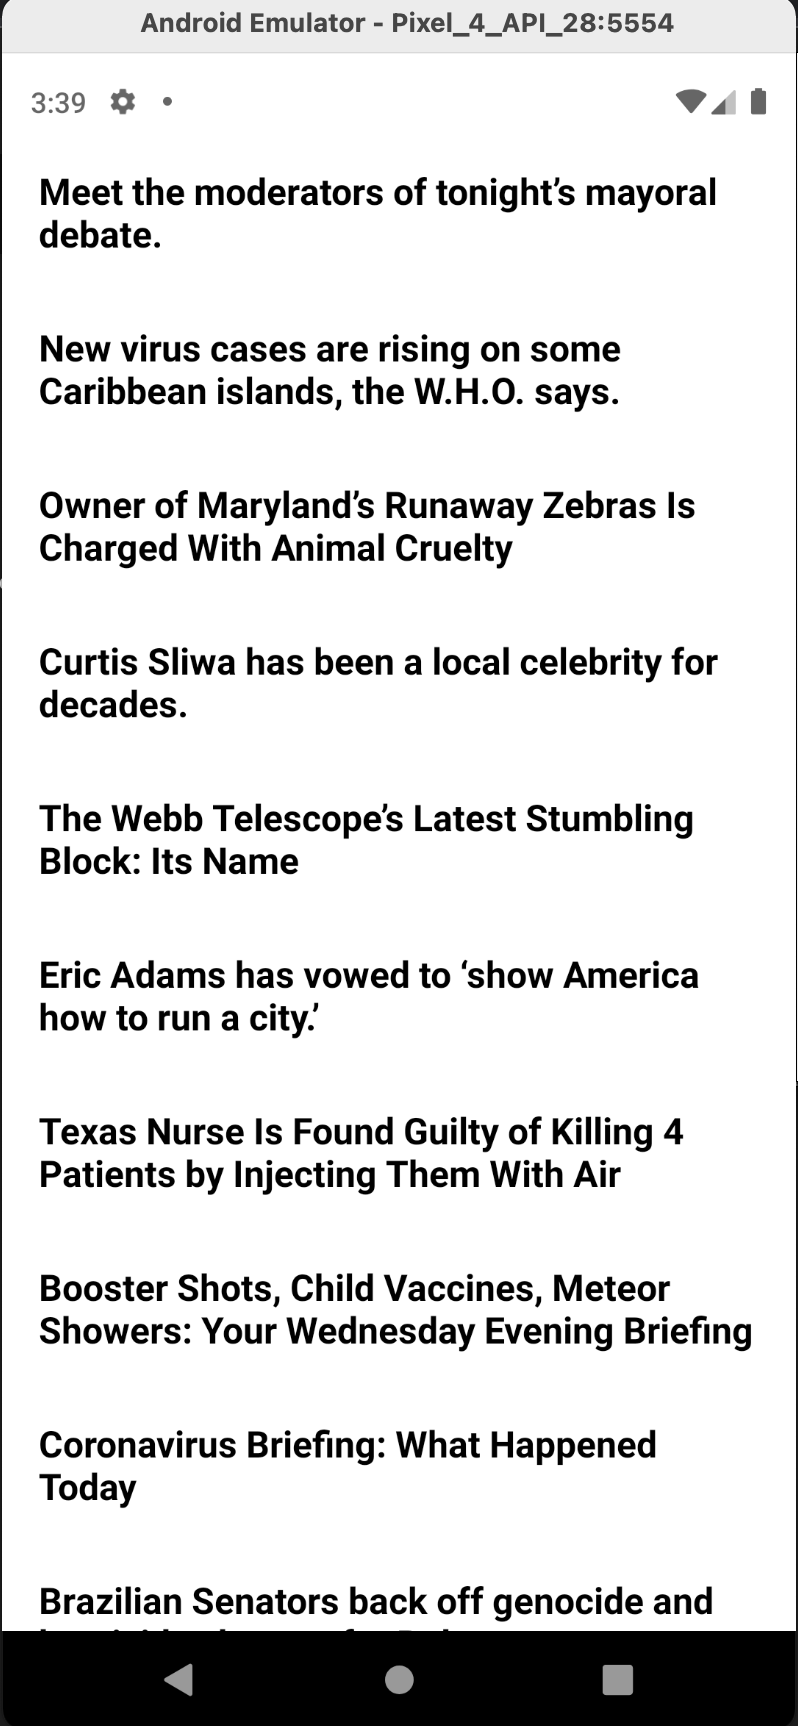 Android Emulator - Pixel_4_API_28:5554
3:39
Meet the moderators of tonight’s mayoral
debate.
New virus cases are rising on some
Caribbean islands, the W.H.O. says.
Owner of Maryland’s Runaway Zebras Is
Charged With Animal Cruelty
Curtis Sliwa has been a local celebrity for
decades.
The Webb Telescope’s Latest Stumbling
Block: Its Name
Eric Adams has vowed to ‘show America
how to run a city.’
Texas Nurse Is Found Guilty of Killing 4
Patients by Injecting Them With Air
Booster Shots, Child Vaccines, Meteor
Showers: Your Wednesday Evening Briefing
Coronavirus Briefing: What Happened
Today
Brazilian Senators back off genocide and